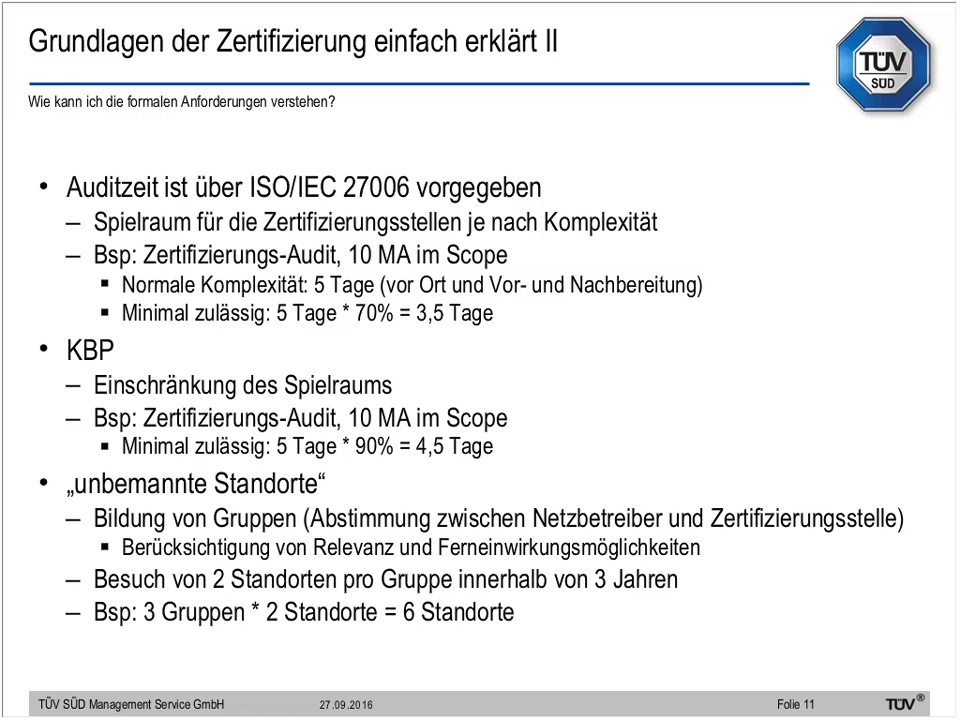 Grundlagen der Zertifizierung einfach erklärt II
TÜV
SÜD
Wie kann ich die formalen Anforderungen verstehen?
• Auditzeit ist über ISO/IEC 27006 vorgegeben
– Spielraum für die Zertifizierungsstellen je nach Komplexität
– Bsp: Zertifizierungs-Audit, 10 MA im Scope
▪ Normale Komplexität: 5 Tage (vor Ort und Vor- und Nachbereitung)
▪ Minimal zulässig: 5 Tage * 70% = 3,5 Tage
• KBP
– Einschränkung des Spielraums
– Bsp: Zertifizierungs-Audit, 10 MA im Scope
▪ Minimal zulässig: 5 Tage * 90% = 4,5 Tage
• „unbemannte Standorte“
– Bildung von Gruppen (Abstimmung zwischen Netzbetreiber und Zertifizierungsstelle)
▪ Berücksichtigung von Relevanz und Ferneinwirkungsmöglichkeiten
– Besuch von 2 Standorten pro Gruppe innerhalb von 3 Jahren
– Bsp: 3 Gruppen * 2 Standorte = 6 Standorte
TÜV SÜD Management Service GmbH 27.09.2016 Folie 11 TÜV®